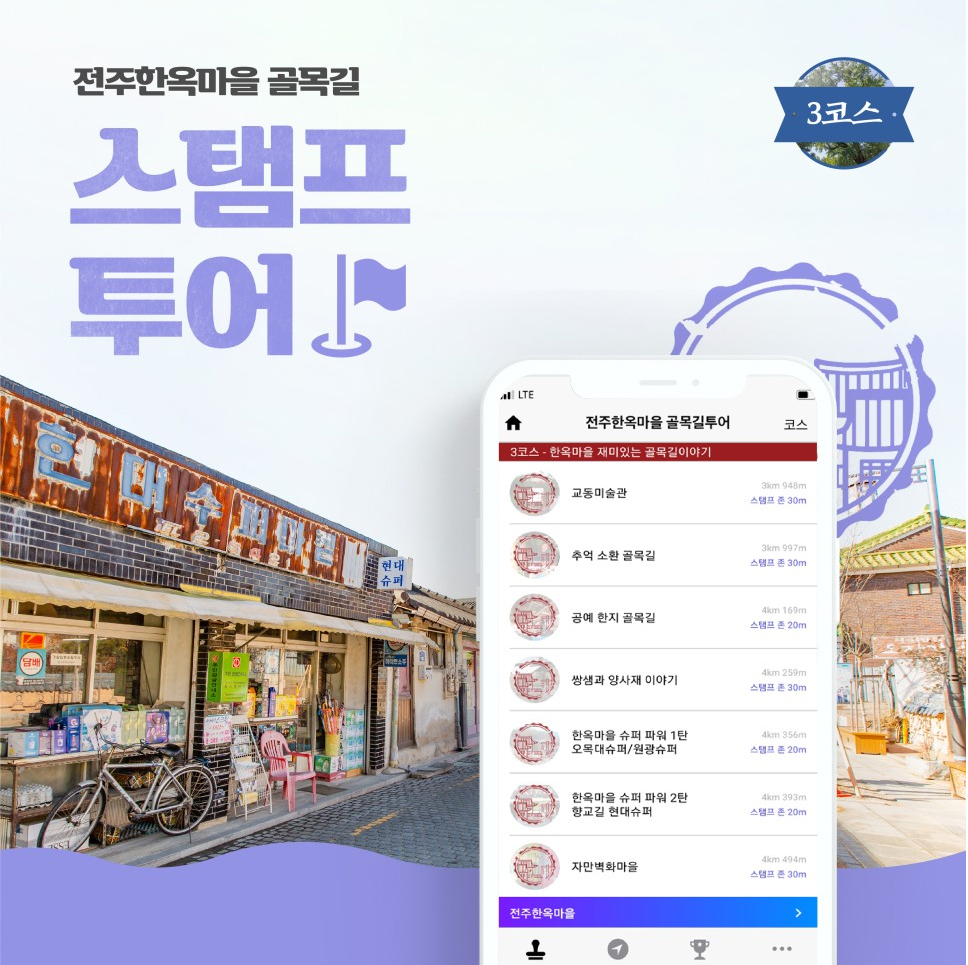 전주한옥마을 골목길
스탬프
투어
3코스
LTE
전주한옥마을 골목길투어
코스
3코스 - 한옥마을 재미있는 골목길이야기
교동미술관
3km 948m
스탬프 존 30m
추억 소환 골목길
3km 997m
스탬프 존 30m
공예 한지 골목길
4km 169m
스탬프 존 20m
쌍샘과 양사재 이야기
4km 259m
스탬프 존 30m
한옥마을 슈퍼 파워 1탄
오목대슈퍼/원광슈퍼
4km 356m
스탬프 존 20m
한옥마을 슈퍼 파워 2탄
향교길 현대슈퍼
4km 393m
스탬프 존 20m
자만벽화마을
4km 494m
스탬프 존 30m
전주한옥마을
현대슈퍼마켙
현대
슈퍼
담배